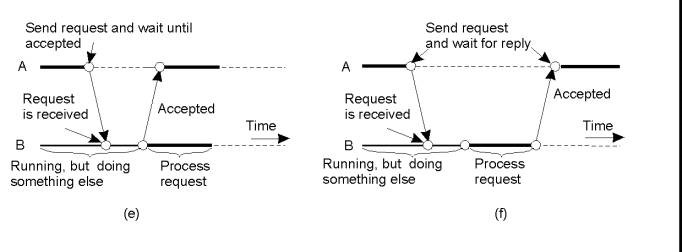 Send request and wait until
accepted
A
Request
is received
Accepted
Time
B
Running, but doing
something else
Process
request
(e)
Send request
and wait for reply
A
Request
is received
Accepted
Time
B
Running, but doing
something else
Process
request
(f)